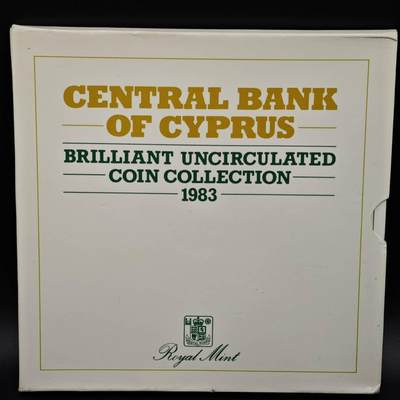 CENTRAL BANK
OF CYPRUS
BRILLIANT UNCIRCULATED
COIN COLLECTION
1983
Royal Mint